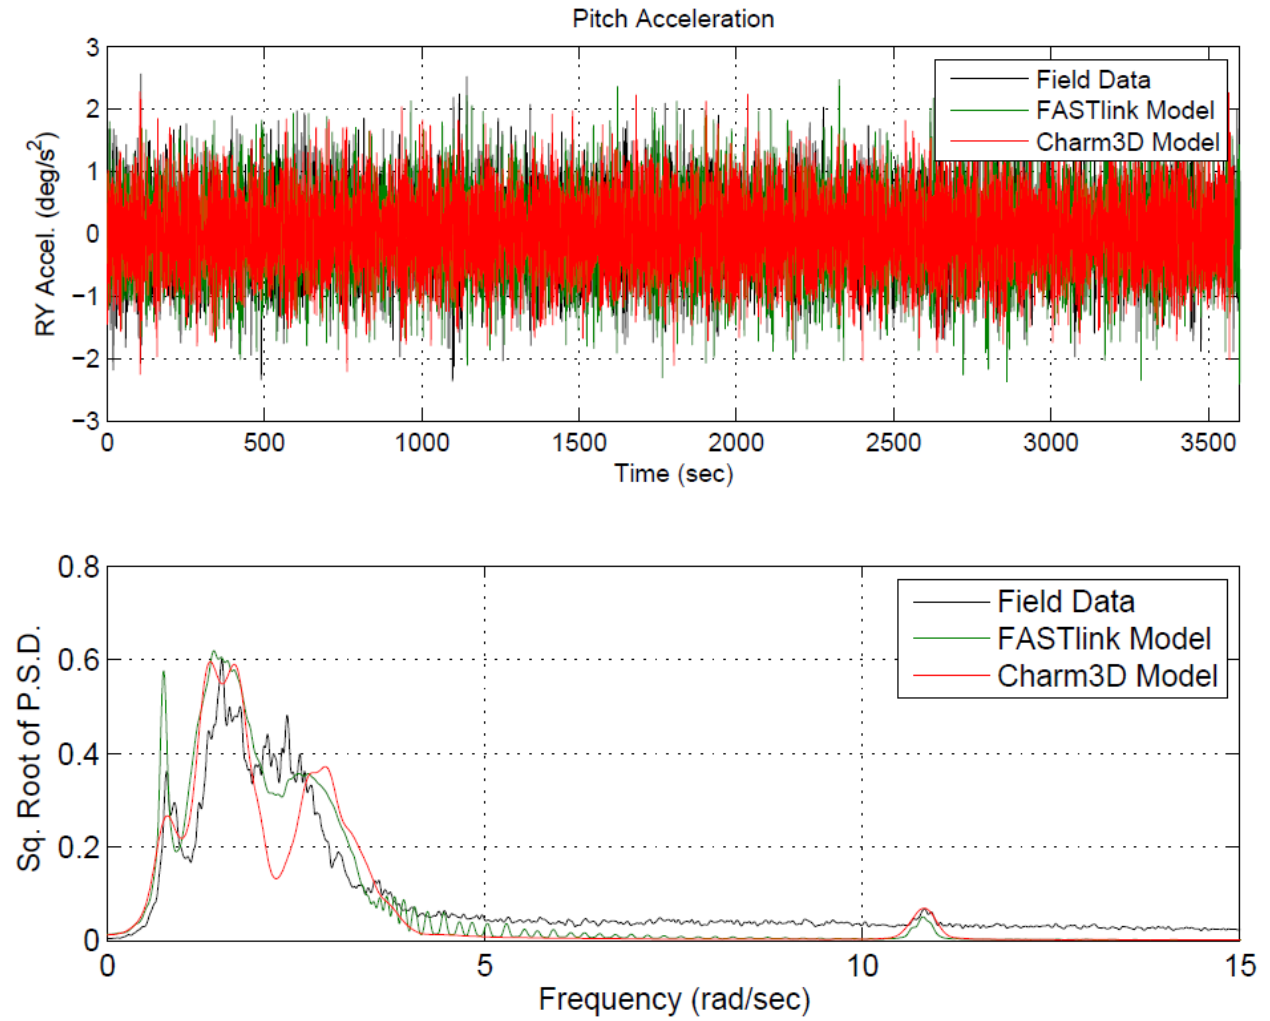 Pitch Acceleration
3
2
1
0
−1
−2
−3
RY Accel. (deg/s²)
Field Data
FASTlink Model
Charm3D Model
0 500 1000 1500 2000 2500 3000 3500
Time (sec)
0.8
0.6
0.4
0.2
0
Sq. Root of P.S.D.
Field Data
FASTlink Model
Charm3D Model
0 5 10 15
Frequency (rad/sec)